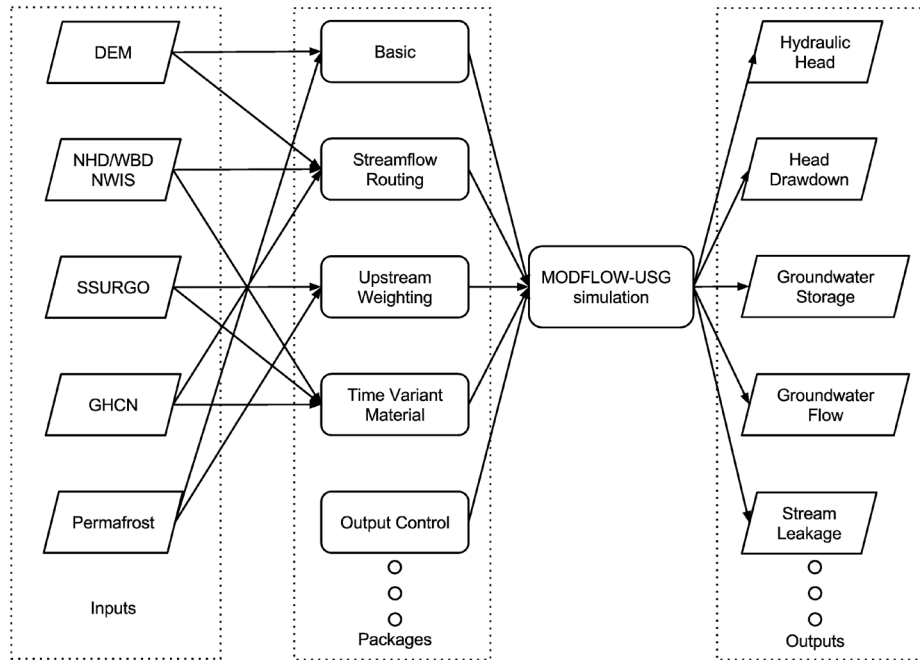 DEM
NHD/WBD
NWIS
SSURGO
GHCN
Permafrost
Inputs
Basic
Streamflow
Routing
Upstream
Weighting
Time Variant
Material
Output Control
Packages
MODFLOW-USG
simulation
Hydraulic
Head
Head
Drawdown
Groundwater
Storage
Groundwater
Flow
Stream
Leakage
Outputs